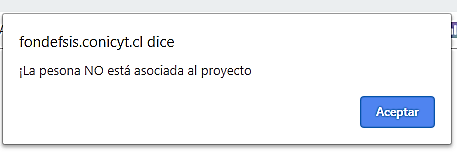 fondefsis.conicyt.cl dice
¡La pesona NO está asociada al proyecto
Aceptar